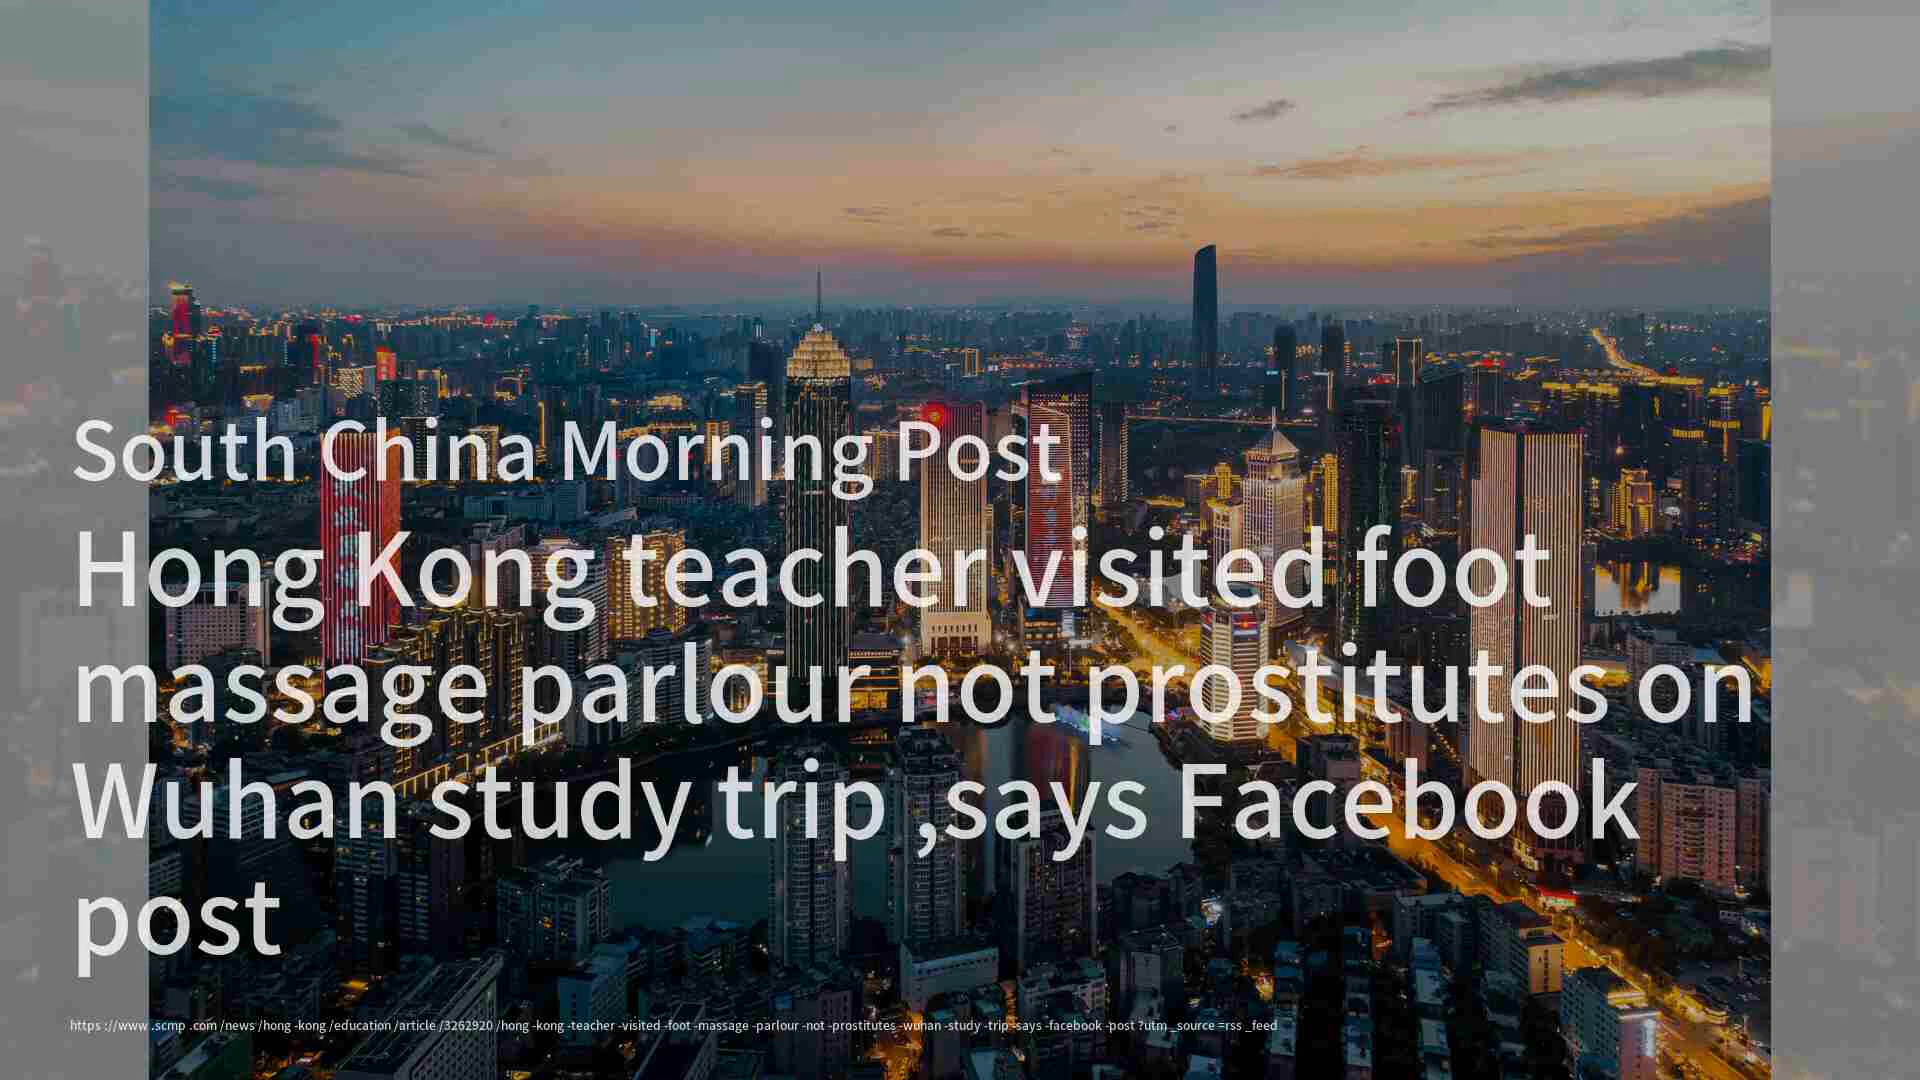 South China Morning Post
Hong Kong teacher visited foot
massage parlour not prostitutes on
Wuhan study trip ,says Facebook
post
https ://www .scmp .com /news /hong -kong /education /article /3262920 /hong -kong -teacher -visited -foot -massage -parlour -not -prostitutes -wuhan -study -trip -says -facebook -post ?utm _source =rss _feed